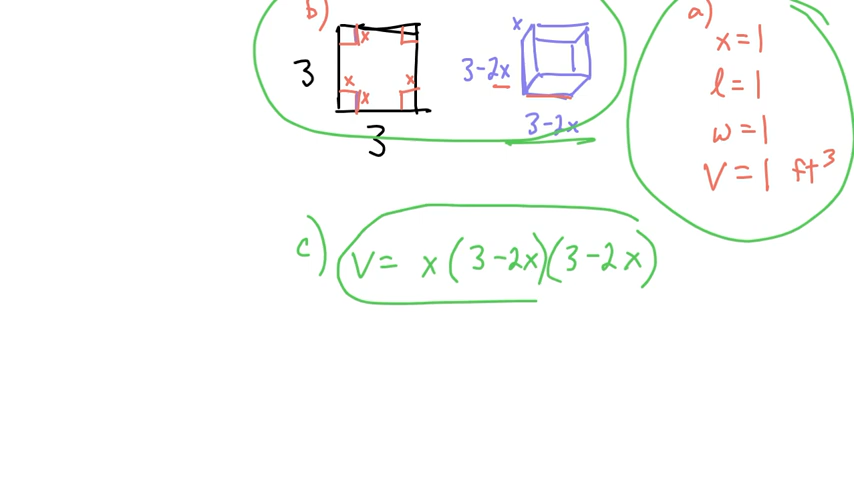 b)
x
x
x
x
3
3
x
3-2x
3-2x
a)
x=1
l=1
w=1
V=1 ft³
c) V= x(3-2x)(3-2x)